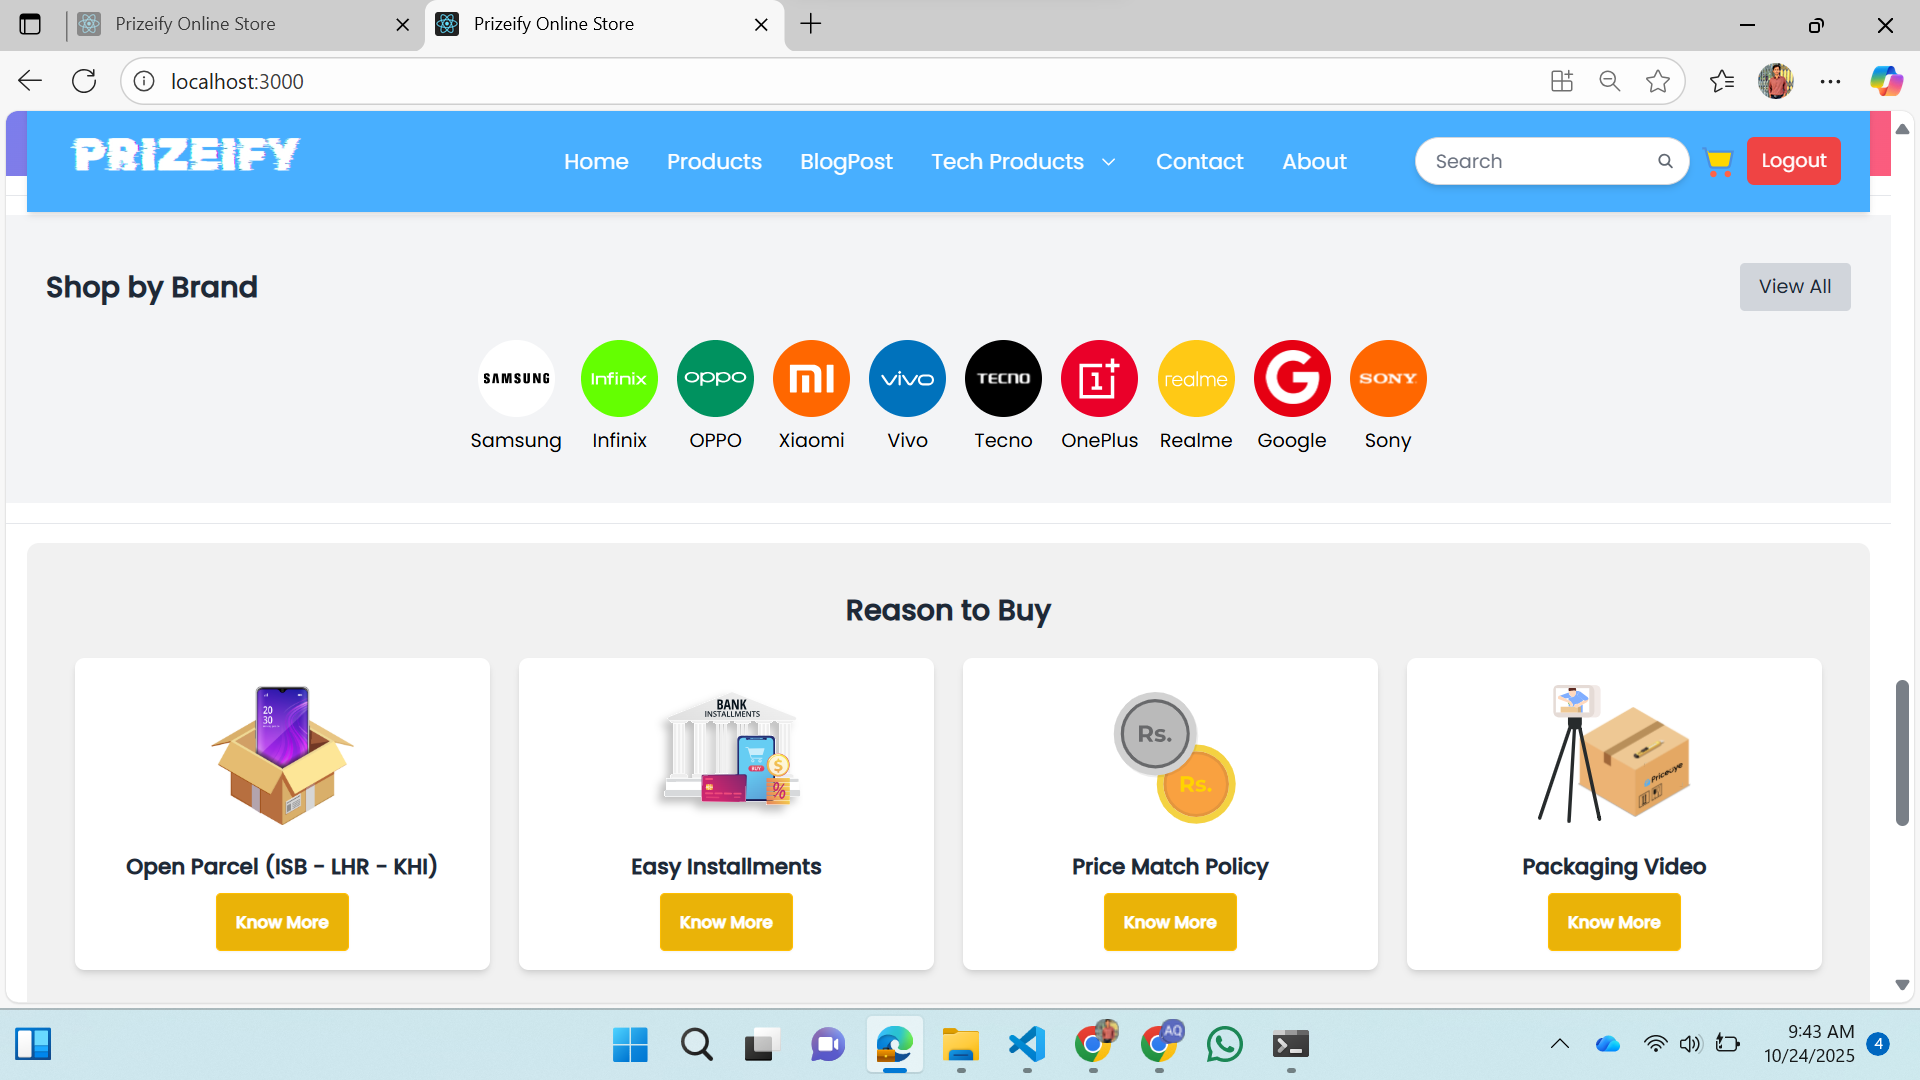 Prizeify Online Store
Prizeify Online Store
localhost:3000
PRIZEIFY
Home Products BlogPost Tech Products Contact About
Search
Logout
Shop by Brand
View All
SAMSUNG Infinix oppo mi vivo TECNO 1+ realme G SONY
Samsung Infinix OPPO Xiaomi Vivo Tecno OnePlus Realme Google Sony
Reason to Buy
20
30
BANK
INSTALLMENTS
BUY
$
%
Rs.
Rs.
Priceoye
Open Parcel (ISB - LHR - KHI) Easy Installments Price Match Policy Packaging Video
Know More Know More Know More Know More
AQ
9:43 AM
10/24/2025
4